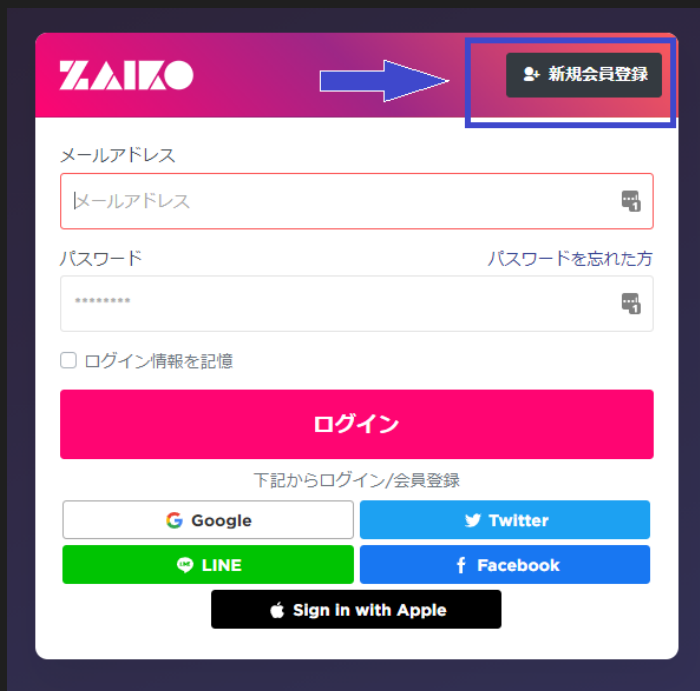 ZAIKO
新規会員登録
メールアドレス
メールアドレス
パスワード パスワードを忘れた方
********
ログイン情報を記憶
ログイン
下記からログイン/会員登録
Google Twitter
LINE Facebook
Sign in with Apple